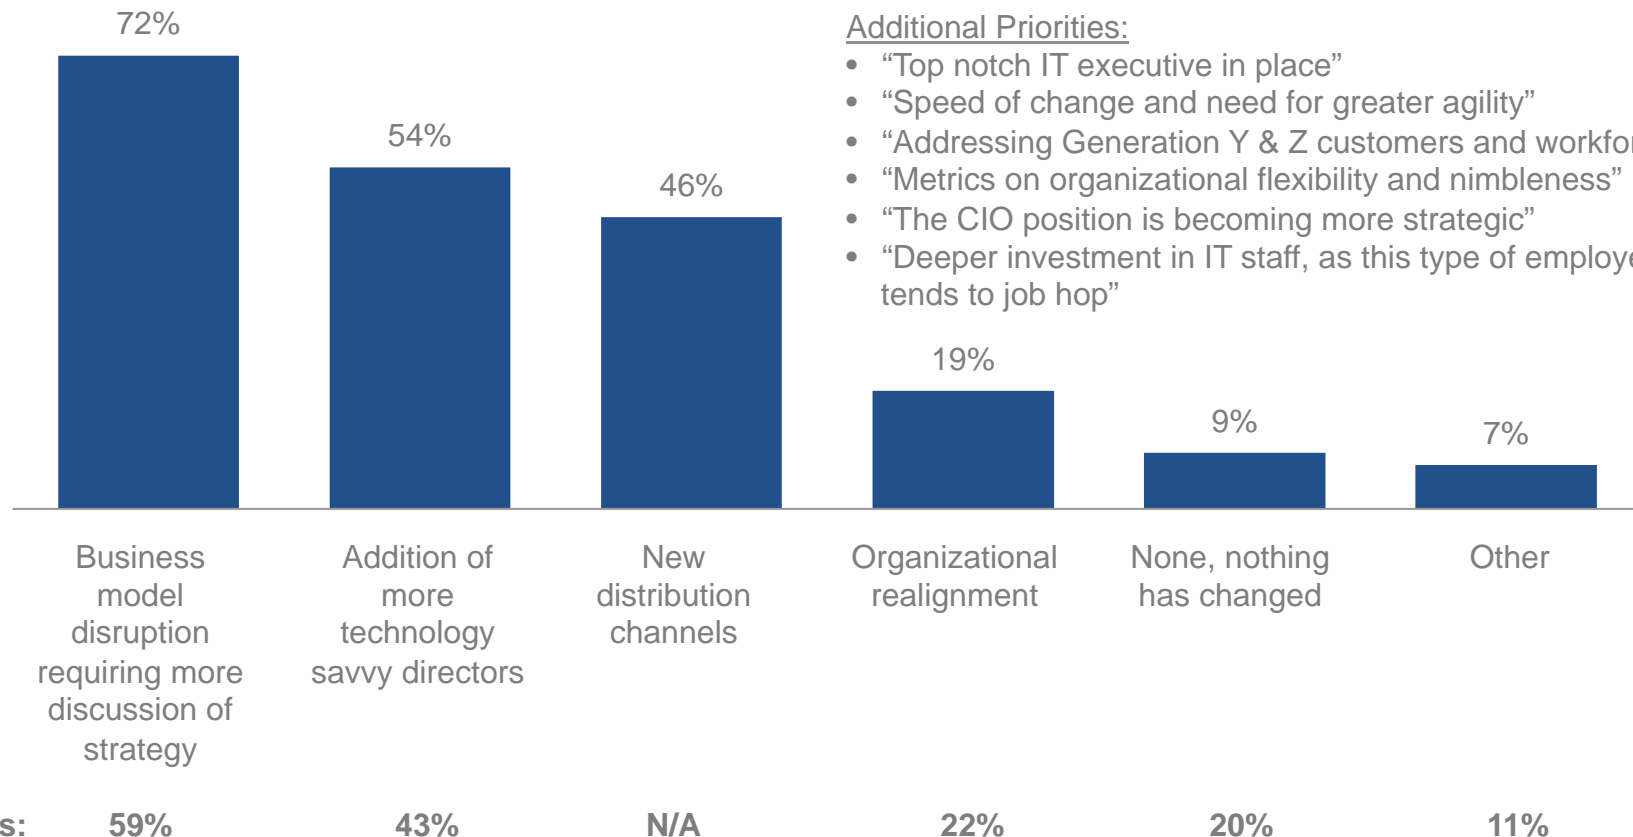 72%
54%
46%
19%
9%
7%
Additional Priorities:
• “Top notch IT executive in place”
• “Speed of change and need for greater agility”
• “Addressing Generation Y & Z customers and
• “Metrics on organizational flexibility and nimbleness”
• “The CIO position is becoming more strategic”
• “Deeper investment in IT staff, as this type of
tends to job hop”
Business
model
disruption
requiring more
discussion of
strategy
Addition of
more
technology
savvy directors
New
distribution
channels
Organizational
realignment
None, nothing
has changed
Other
s: 59% 43% N/A 22% 20% 11%